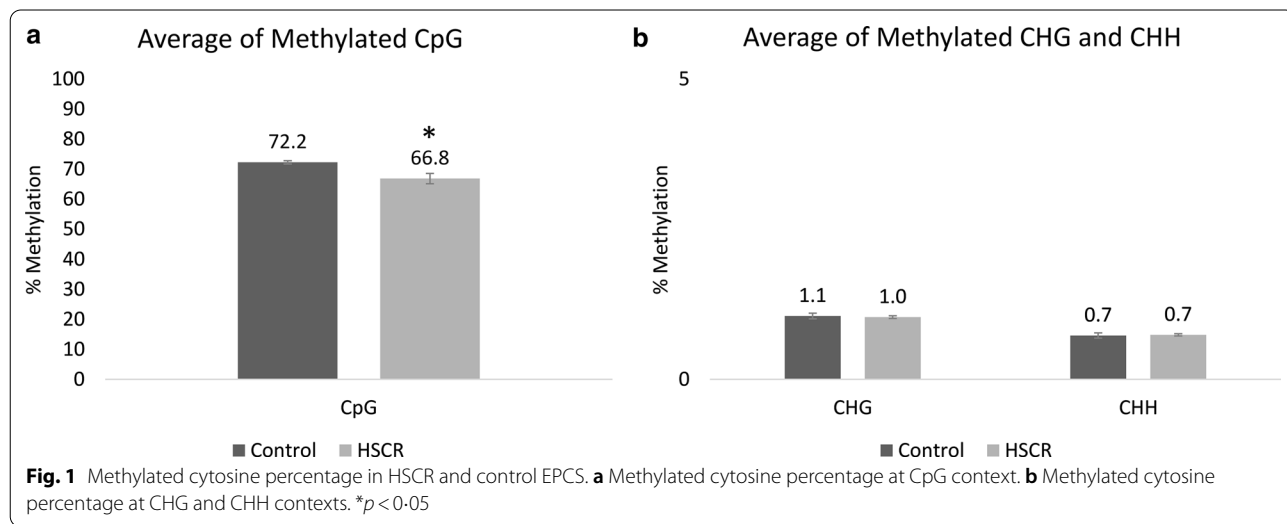 a
Average of Methylated CpG
100
90
80
70
60
50
40
30
20
10
0
% Methylation
72.2
*
66.8
CpG
Control HSCR
b
Average of Methylated CHG and CHH
5
0
% Methylation
1.1
1.0
0.7
0.7
CHG
CHH
Control HSCR
Fig. 1 Methylated cytosine percentage in HSCR and control EPCS. a Methylated cytosine percentage at CpG context. b Methylated cytosine
percentage at CHG and CHH contexts. *p < 0·05